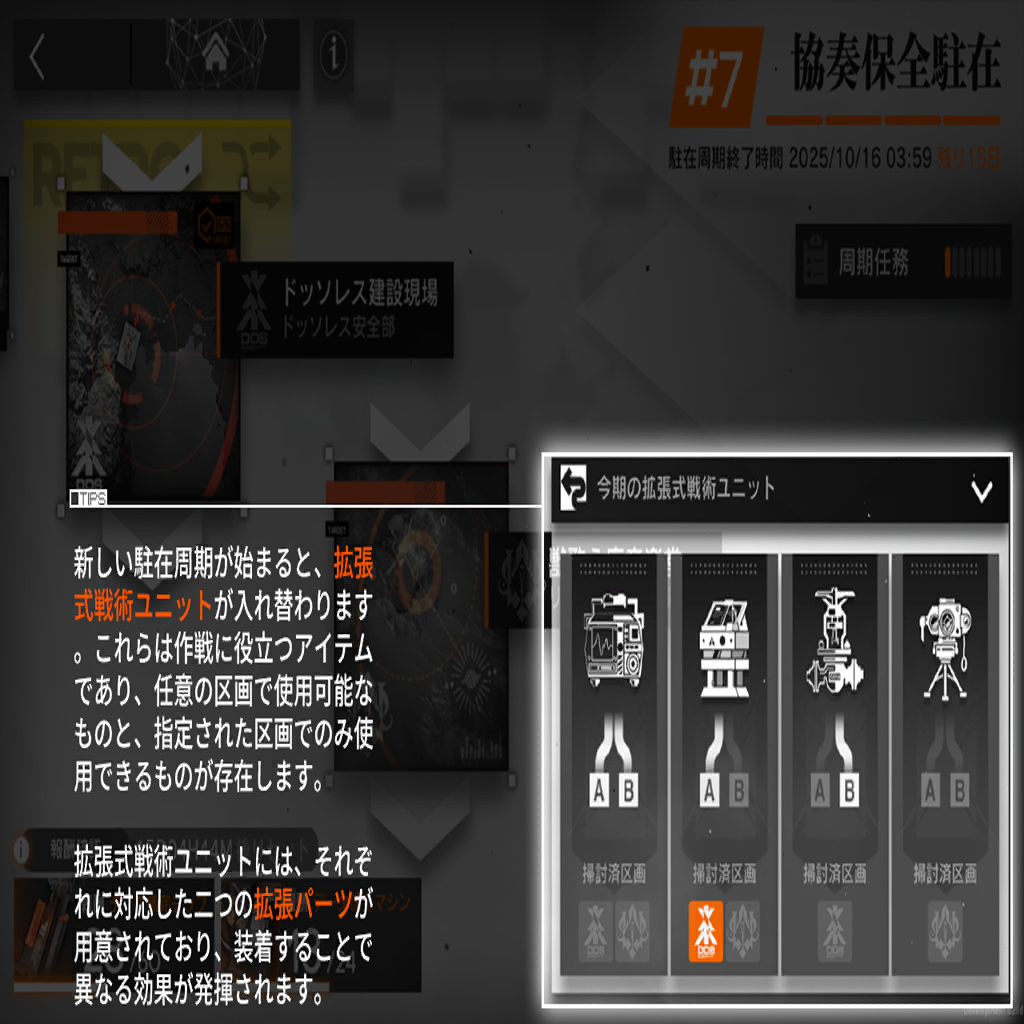 #7
協奏保全駐在
駐在周期終了時間 2025/10/16 03:59 残り15日
周期任務
ドッソレス建設現場
ドッソレス安全部
DOS
DOS
TARGET
TIPS
新しい駐在周期が始まると、拡張
式戦術ユニットが入れ替わります
。これらは作戦に役立つアイテム
であり、任意の区画で使用可能な
ものと、指定された区画でのみ使
用できるものが存在します。
拡張式戦術ユニットには、それぞ
れに対応した二つの拡張パーツが
用意されており、装着することで
異なる効果が発揮されます。
今期の拡張式戦術ユニット
A B
A B
A B
A B
掃討済区画
掃討済区画
掃討済区画
掃討済区画
DOS
DOS
DOS